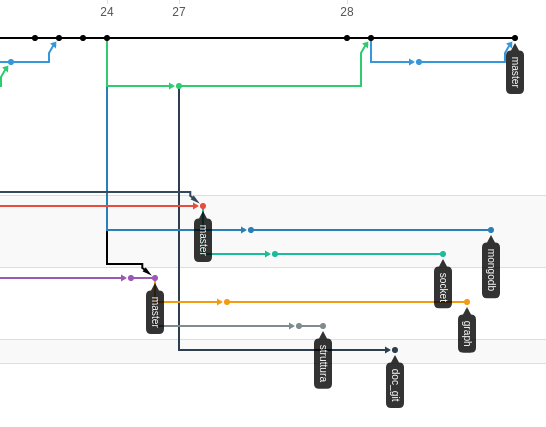 24 27 28
master
master
mongodb
socket
master
graph
struttura
doc_git